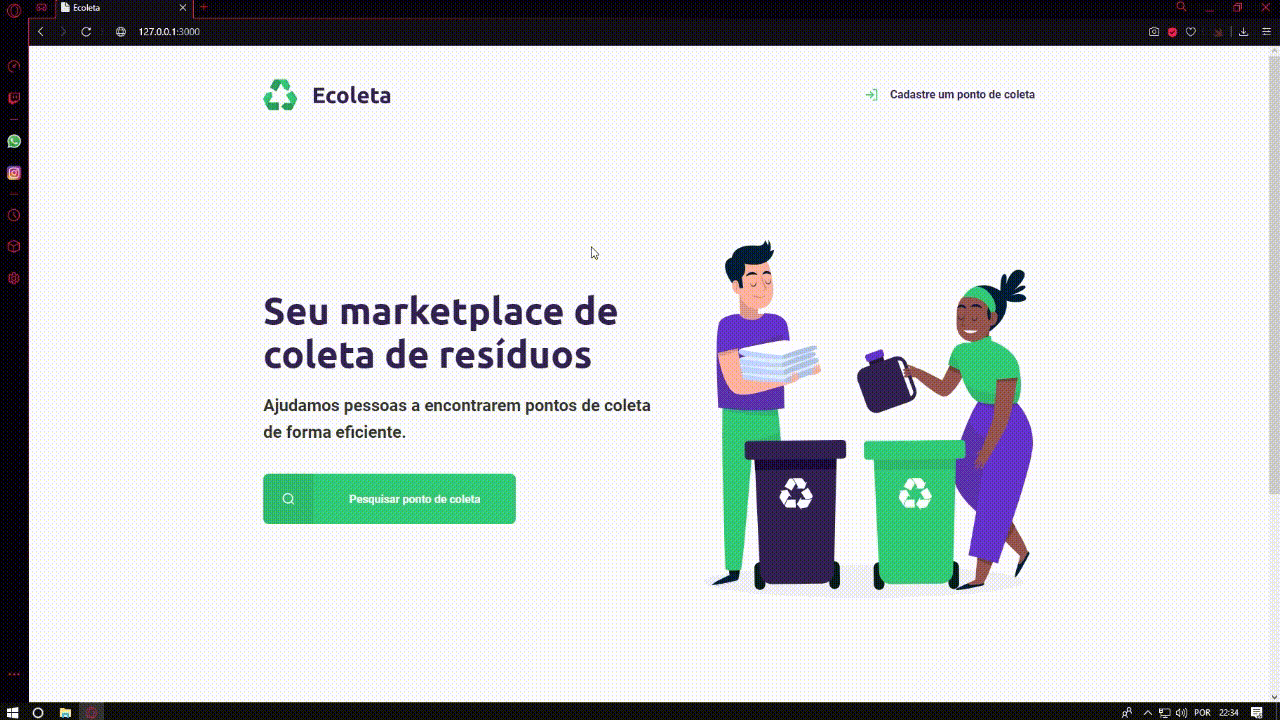 Ecoleta
127.0.0.1:3000
Ecoleta
Cadastre um ponto de coleta
Seu marketplace de
coleta de resíduos
Ajudamos pessoas a encontrarem pontos de coleta
de forma eficiente.
Pesquisar ponto de coleta
POR
22:34